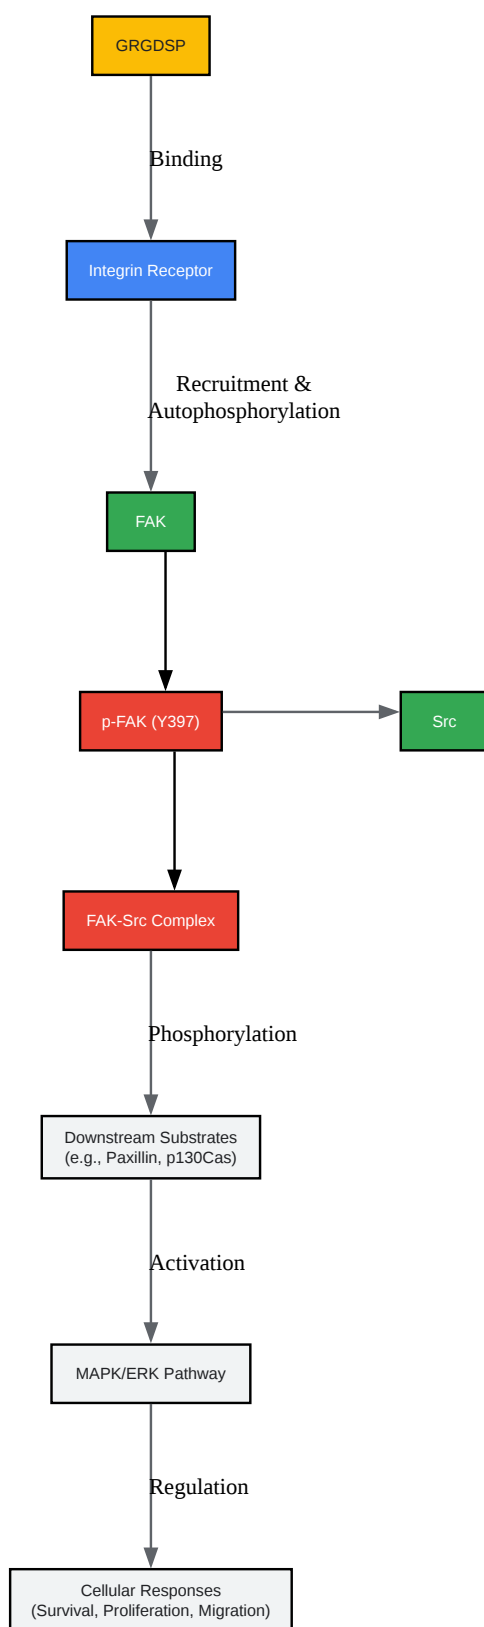 GRGDSP
Binding
Integrin Receptor
Recruitment &
Autophosphorylation
FAK
p-FAK (Y397)
Src
FAK-Src Complex
Phosphorylation
Downstream Substrates
(e.g., Paxillin, p130Cas)
Activation
MAPK/ERK Pathway
Regulation
Cellular Responses
(Survival, Proliferation, Migration)